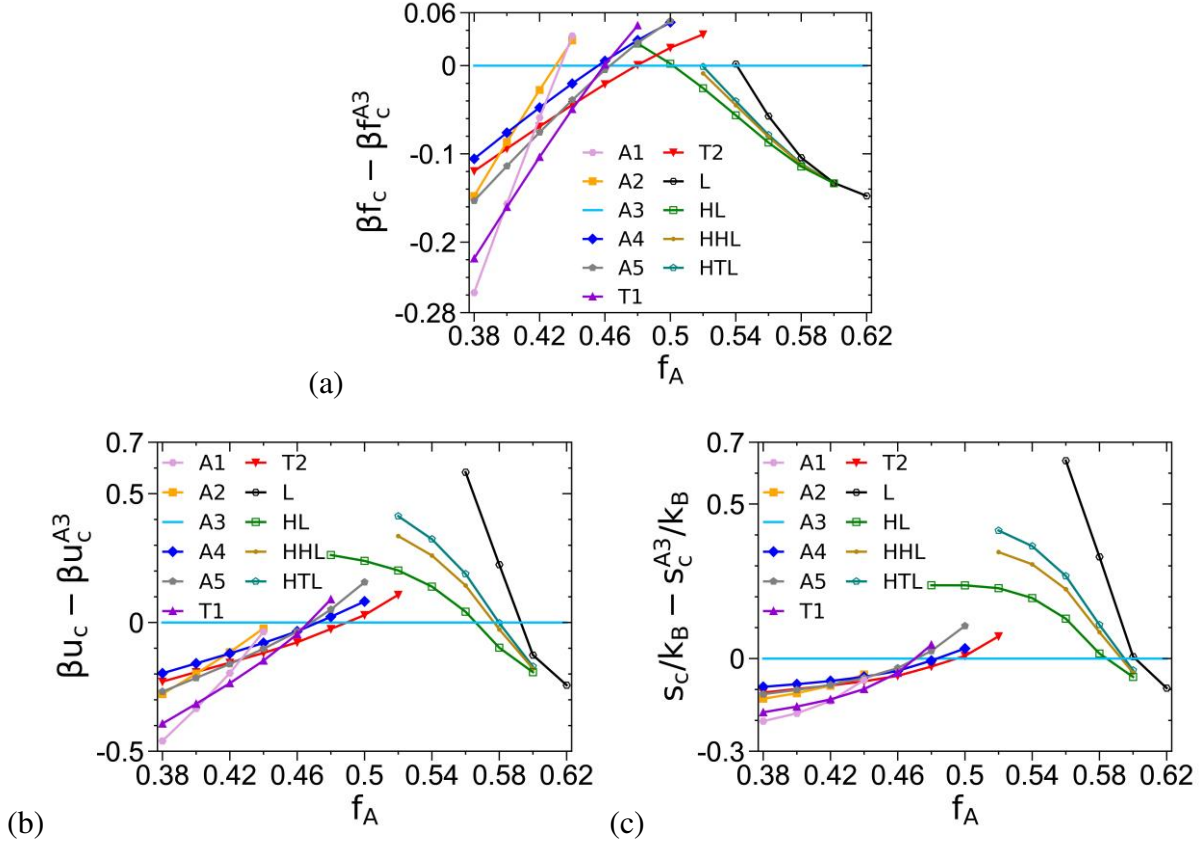 0.06
0
-0.1
-0.2
-0.28
βf_c − βf_c^{A3}
A1 T2
A2 L
A3 HL
A4 HHL
A5 HTL
T1
0.38 0.42 0.46 0.5 0.54 0.58 0.62
f_A
(a)
0.7
0.5
0
-0.5
βu_c − βu_c^{A3}
A1 T2
A2 L
A3 HL
A4 HHL
A5 HTL
T1
0.38 0.42 0.46 0.5 0.54 0.58 0.62
f_A
(b)
0.7
0.5
0
-0.3
s_c/k_B − s_c^{A3}/k_B
A1 T2
A2 L
A3 HL
A4 HHL
A5 HTL
T1
0.38 0.42 0.46 0.5 0.54 0.58 0.62
f_A
(c)